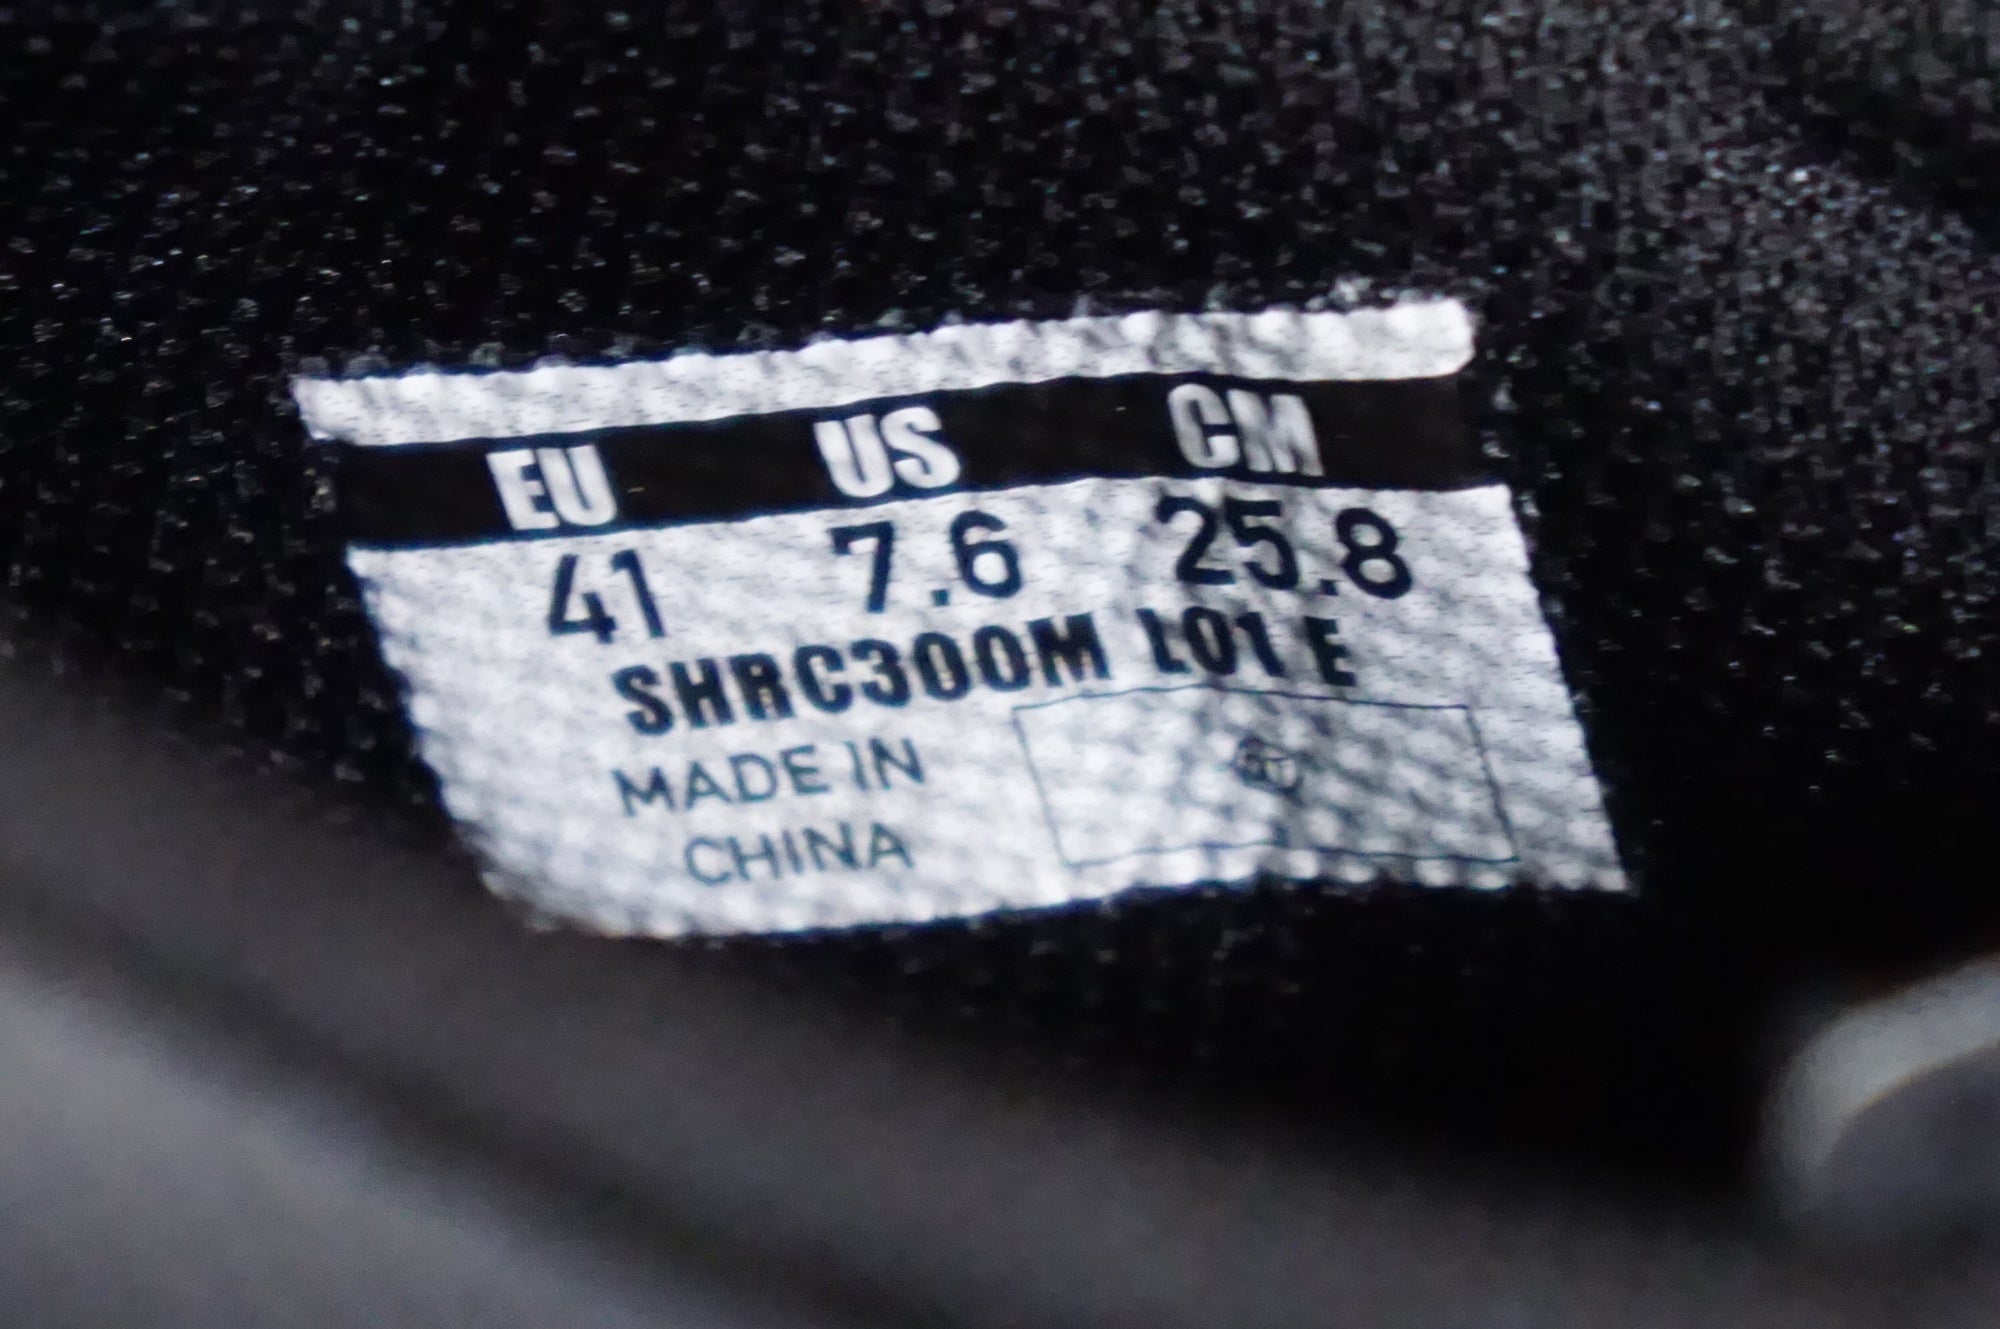 EU US CM
41 7.6 25.8
SHRC300M L01 E
MADE IN
CHINA